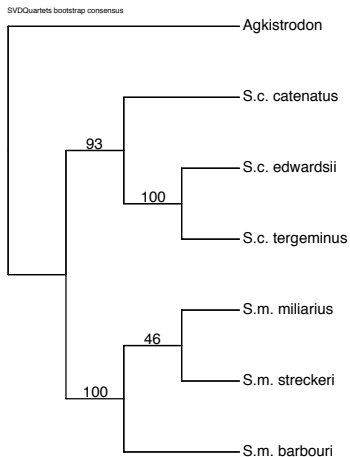 SVDQuartets bootstrap consensus
Agkistrodon
S.c. catenatus
93
S.c. edwardsii
100
S.c. tergeminus
S.m. miliarius
46
S.m. streckeri
100
S.m. barbouri